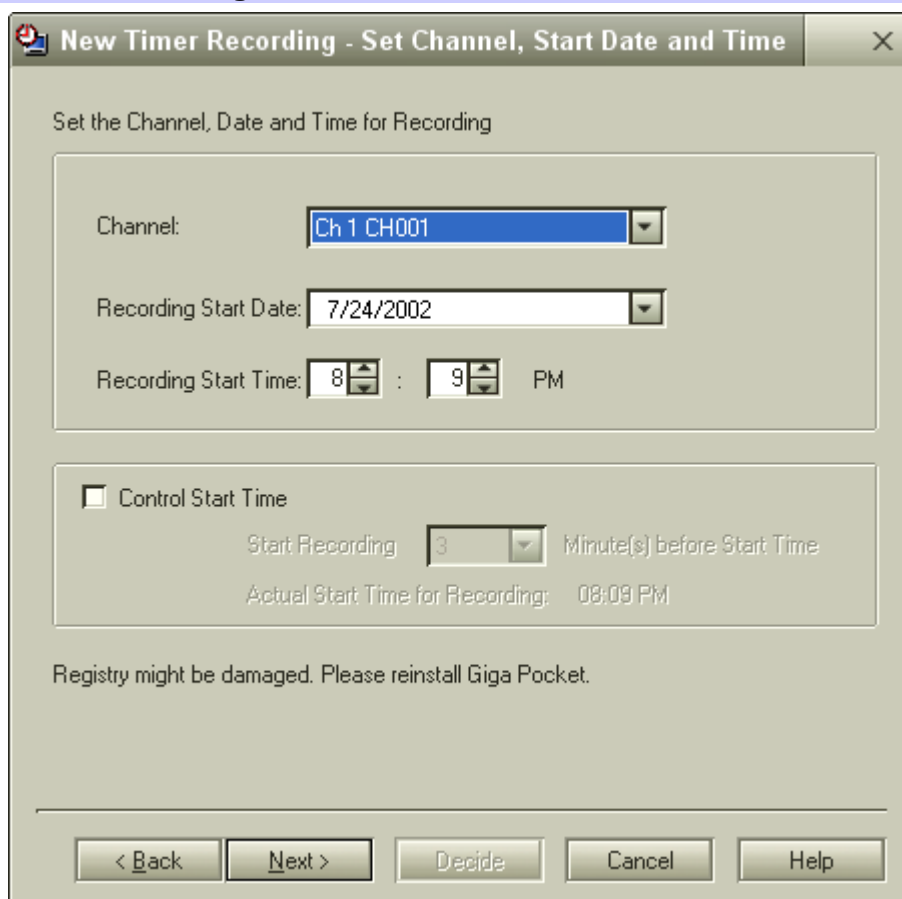 New Timer Recording - Set Channel, Start Date and Time
Set the Channel, Date and Time for Recording
Channel: Ch 1 CH001
Recording Start Date: 7/24/2002
Recording Start Time: 8 : 9 PM
Control Start Time
Start Recording 3 Minute(s) before Start Time
Actual Start Time for Recording: 08:09 PM
Registry might be damaged. Please reinstall Giga Pocket.
< Back Next > Decide Cancel Help